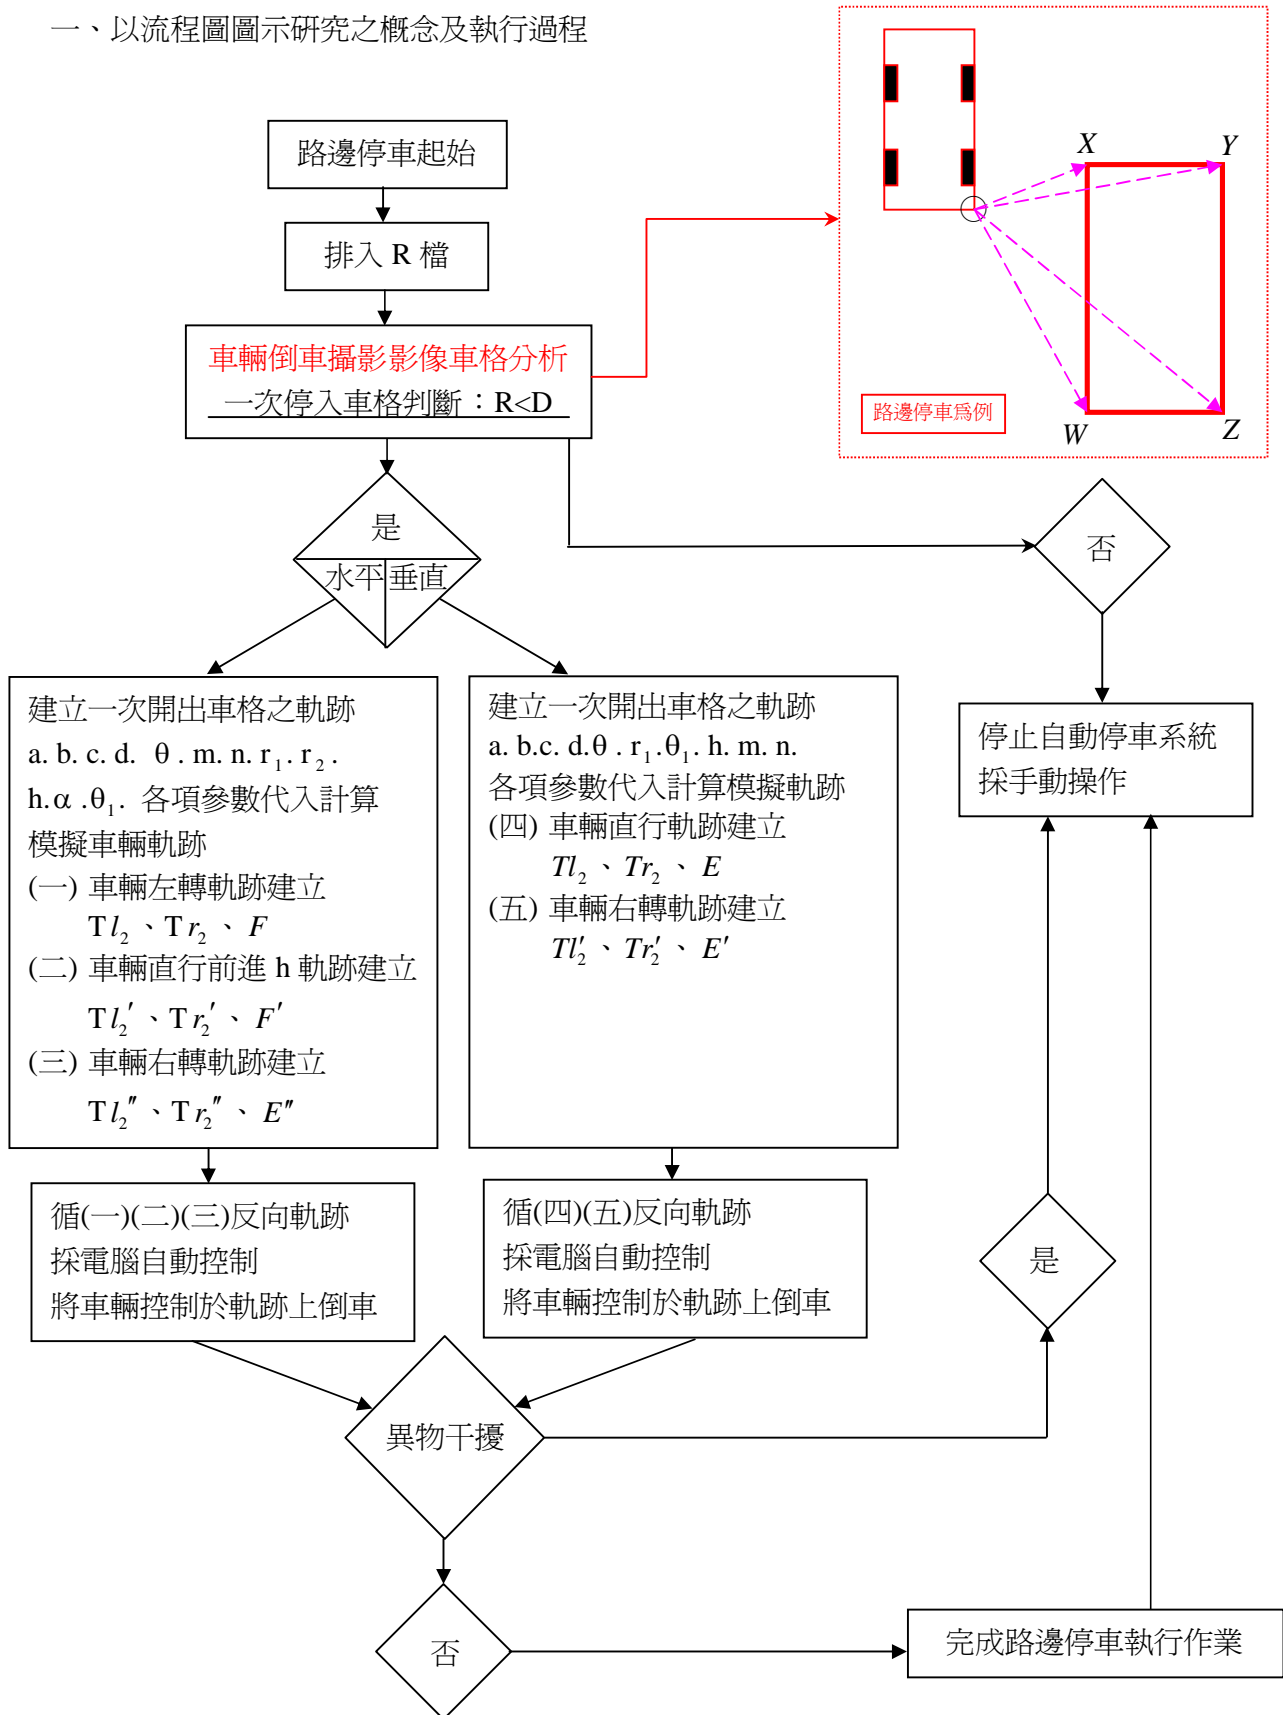 一、以流程圖圖示研究之概念及執行過程
路邊停車起始
排入 R 檔
車輛倒車攝影影像車格分析
一次停入車格判斷：R<D
X
Y
W
Z
路邊停車為例
是
水平
垂直
否
建立一次開出車格之軌跡
a. b. c. d. θ . m. n. r₁. r₂ .
h.α .θ₁. 各項參數代入計算
模擬車輛軌跡
(一) 車輛左轉軌跡建立
T l₂ 、T r₂ 、 F
(二) 車輛直行前進 h 軌跡建立
T l₂′ 、T r₂′ 、 F′
(三) 車輛右轉軌跡建立
T l₂″ 、T r₂″ 、 E″
建立一次開出車格之軌跡
a. b.c. d.θ . r₁.θ₁. h. m. n.
各項參數代入計算模擬軌跡
(四) 車輛直行軌跡建立
Tl₂ 、 Tr₂ 、 E
(五) 車輛右轉軌跡建立
Tl₂′ 、 Tr₂′ 、 E′
停止自動停車系統
採手動操作
循(一)(二)(三)反向軌跡
採電腦自動控制
將車輛控制於軌跡上倒車
循(四)(五)反向軌跡
採電腦自動控制
將車輛控制於軌跡上倒車
是
異物干擾
否
完成路邊停車執行作業